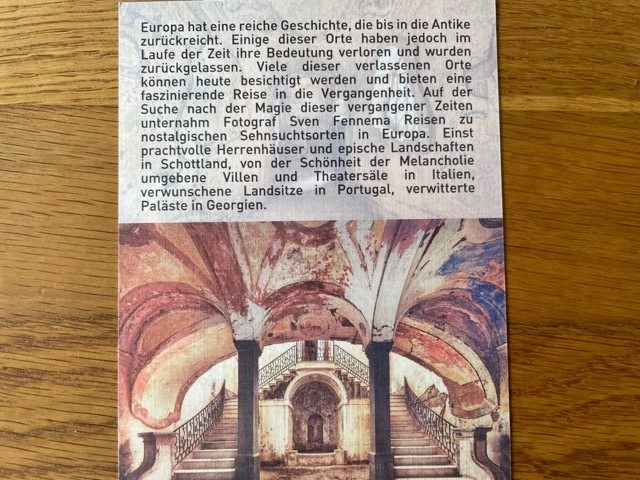 Europa hat eine reiche Geschichte, die bis in die Antike
zurückreicht. Einige dieser Orte haben jedoch im
Laufe der Zeit ihre Bedeutung verloren und wurden
zurückgelassen. Viele dieser verlassenen Orte
können heute besichtigt werden und bieten eine
faszinierende Reise in die Vergangenheit. Auf der
Suche nach der Magie dieser vergangener Zeiten
unternahm Fotograf Sven Fennema Reisen zu
nostalgischen Sehnsuchtsorten in Europa. Einst
prachtvolle Herrenhäuser und epische Landschaften
in Schottland, von der Schönheit der Melancholie
umgebene Villen und Theatersäle in Italien,
verwunschene Landsitze in Portugal, verwitterte
Paläste in Georgien.